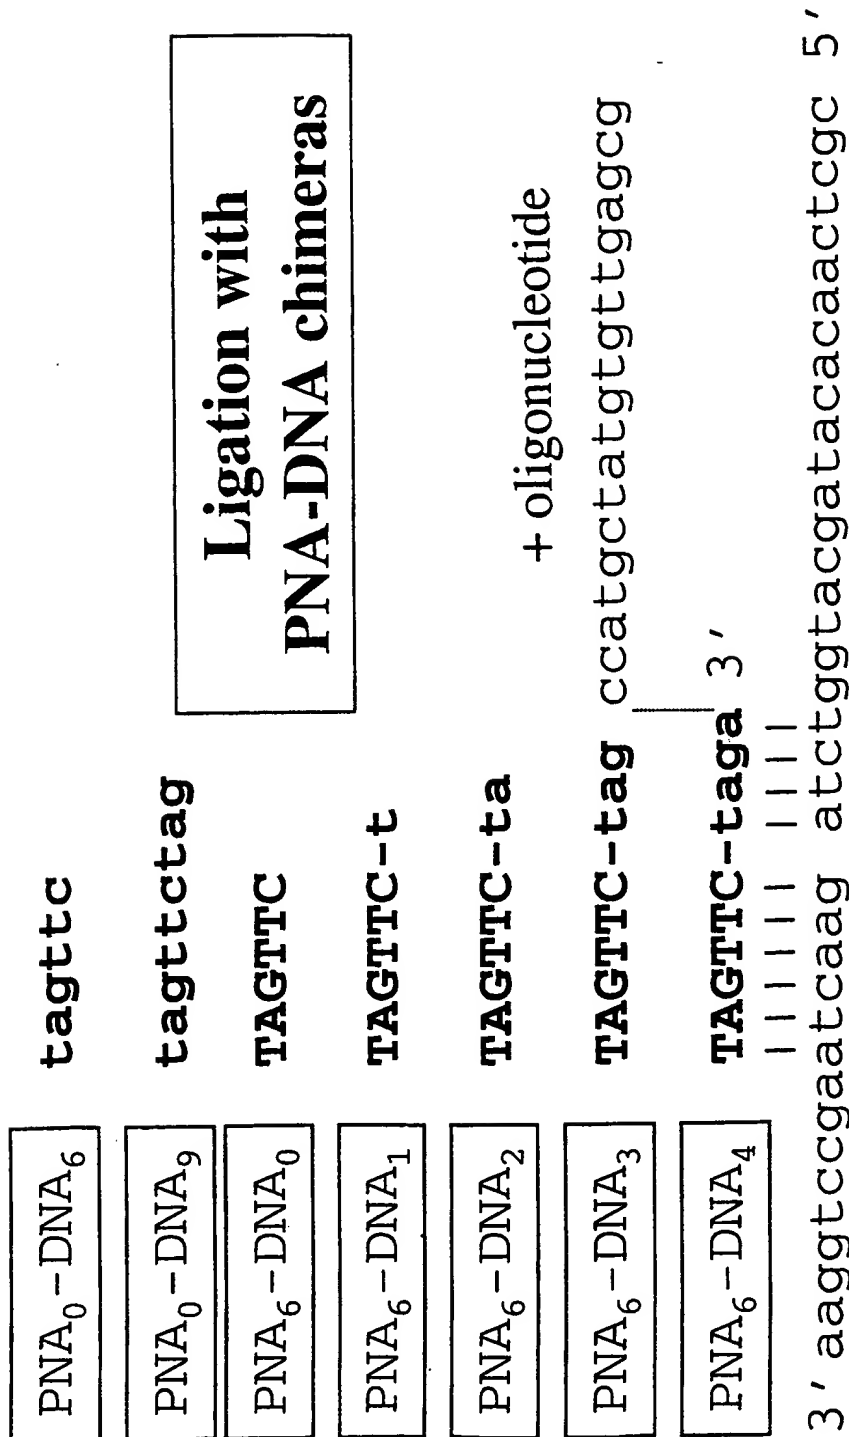 PNA₀-DNA₆ tagttc
PNA₀-DNA₉ tagttctag
PNA₆-DNA₀ TAGTTC
PNA₆-DNA₁ TAGTTC-t
PNA₆-DNA₂ TAGTTC-ta
PNA₆-DNA₃ TAGTTC-tag ccatgctatgtgttgagcg
PNA₆-DNA₄ TAGTTC-taga 3′
3′aaggtccgaatcaag atctggtacgatacacaactcgc 5′
Ligation with
PNA-DNA chimeras
+ oligonucleotide